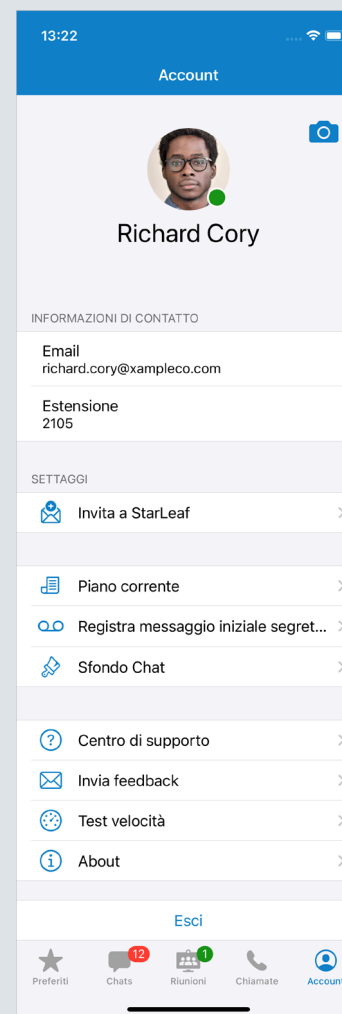 13:22
Account
Richard Cory
INFORMAZIONI DI CONTATTO
Email
richard.cory@xampleco.com
Estensione
2105
SETTAGGI
Invita a StarLeaf
Piano corrente
Registra messaggio iniziale segret...
Sfondo Chat
Centro di supporto
Invia feedback
Test velocità
About
Esci
12 1
Preferiti Chats Riunioni Chiamate Account